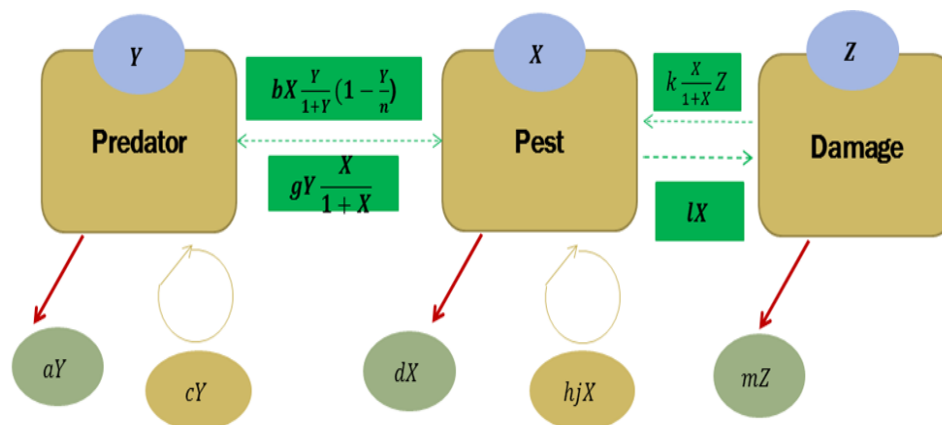 Y
X
Z
bX Y/(1+Y) (1 − Y/n)
k X/(1+X) Z
Predator
Pest
Damage
gY X/(1 + X)
lX
aY
cY
dX
hjX
mZ